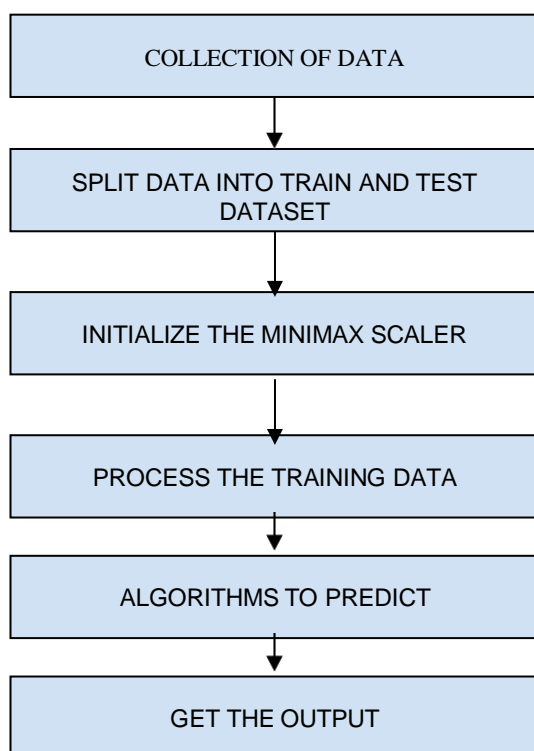 COLLECTION OF DATA
SPLIT DATA INTO TRAIN AND TEST
DATASET
INITIALIZE THE MINIMAX SCALER
PROCESS THE TRAINING DATA
ALGORITHMS TO PREDICT
GET THE OUTPUT